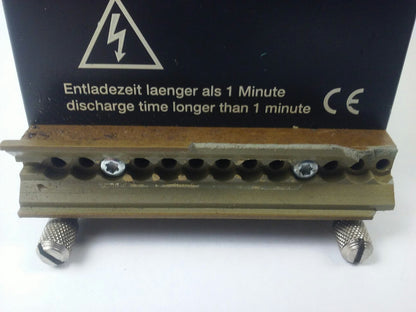 Entladezeit laenger als 1 Minute
discharge time longer than 1 minute CE